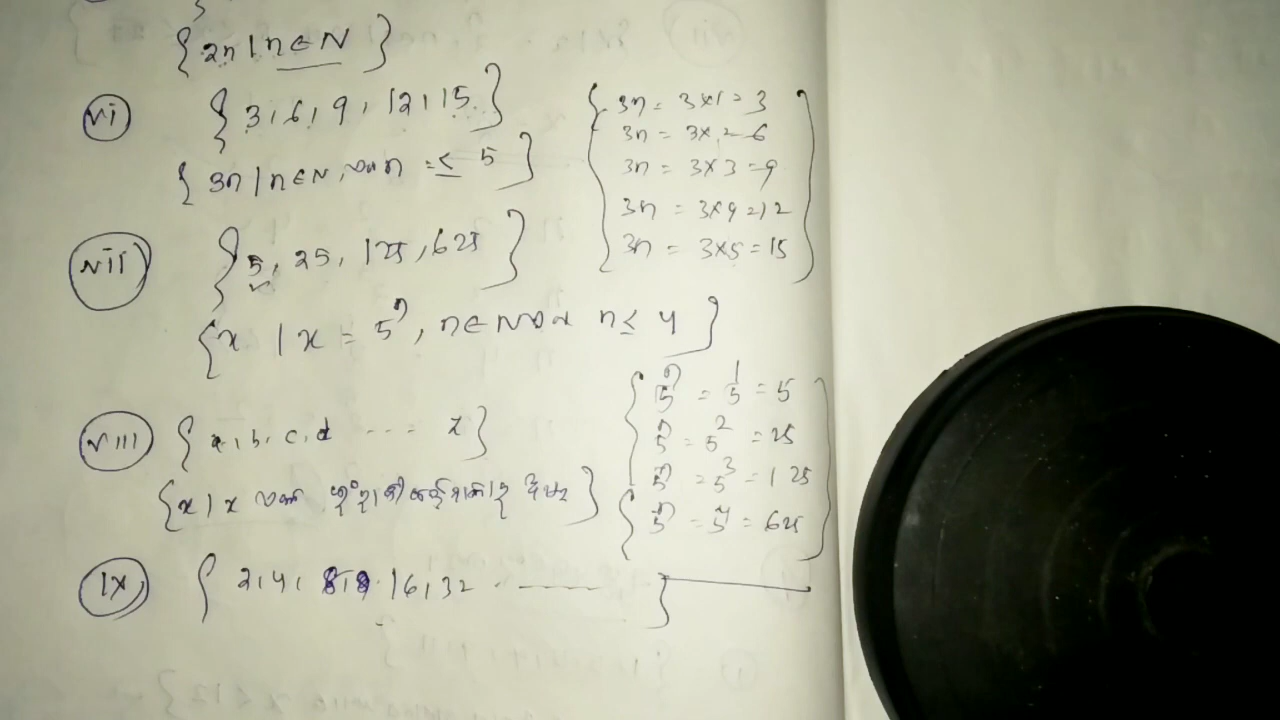 { 2n | n ∈ N }
(vi) { 3, 6, 9, 12, 15 }
{ 3n | n ∈ N, ଏବଂ n = ≤ 5 }
{ 3n = 3×1 = 3
3n = 3×2 = 6
3n = 3×3 = 9
3n = 3×4 = 12
3n = 3×5 = 15 }
(vii) { 5, 25, 125, 625 }
{ x | x = 5ⁿ, n ∈ N ଏବଂ n ≤ 4 }
{ 5ⁿ = 5¹ = 5
5ⁿ = 5² = 25
5ⁿ = 5³ = 125
5ⁿ = 5⁴ = 625 }
(viii) { a, b, c, d ... z }
{ x | x }
(ix) { 2, 4, 8, 16, 32 ------ }